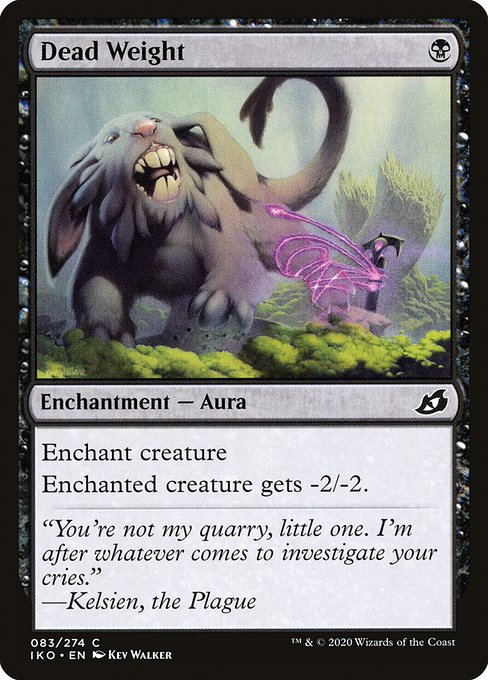 Dead Weight
Enchantment — Aura
Enchant creature
Enchanted creature gets -2/-2.
“You’re not my quarry, little one. I’m
after whatever comes to investigate your
cries.”
—Kelsien, the Plague
083/274 C
IKO • EN Kev Walker
™ & © 2020 Wizards of the Coast